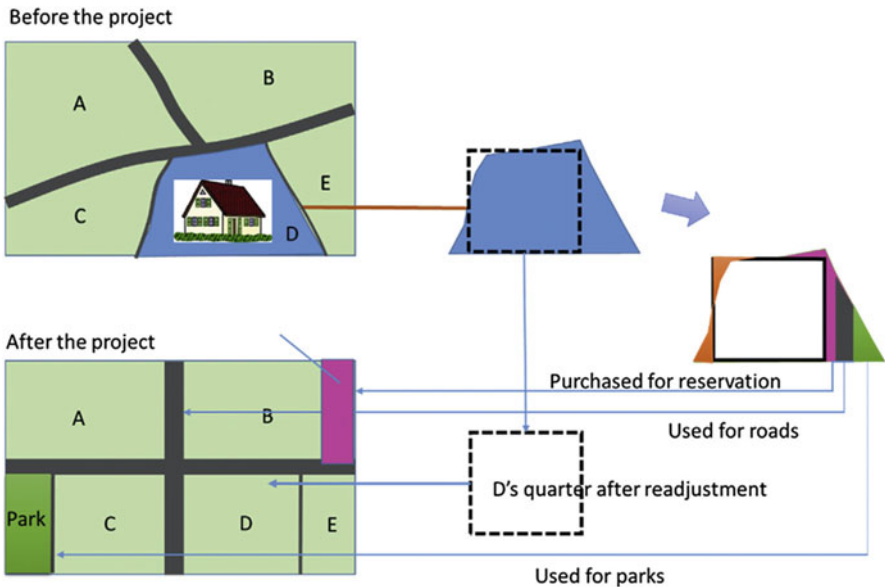 Before the project
A
B
C
D
E
After the project
A
B
Purchased for reservation
Used for roads
Park
C
D
E
D's quarter after readjustment
Used for parks